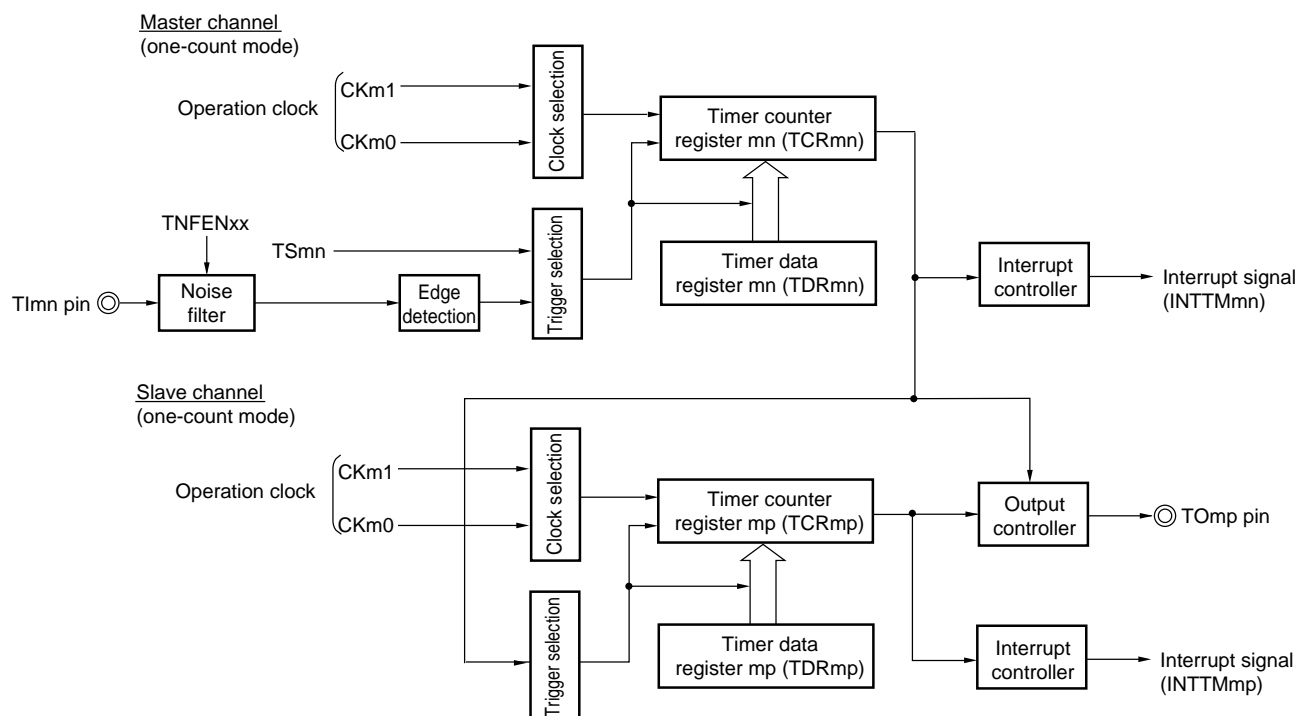 Master channel
(one-count mode)
Operation clock
CKm1
CKm0
Clock selection
Timer counter
register mn (TCRmn)
TNFENxx
TSmn
Trigger selection
Timer data
register mn (TDRmn)
TImn pin
Noise
filter
Edge
detection
Interrupt
controller
Interrupt signal
(INTTMmn)
Slave channel
(one-count mode)
Operation clock
CKm1
CKm0
Clock selection
Timer counter
register mp (TCRmp)
Output
controller
TOmp pin
Trigger selection
Timer data
register mp (TDRmp)
Interrupt
controller
Interrupt signal
(INTTMmp)